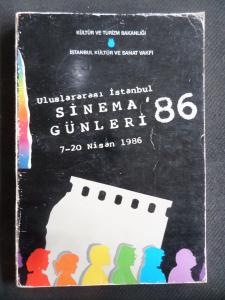 KÜLTÜR VE TURİZM BAKANLIĞI
İSTANBUL KÜLTÜR VE SANAT VAKFI
Uluslararası İstanbul
SİNEMA '86
GÜNLERİ
7-20 Nisan 1986